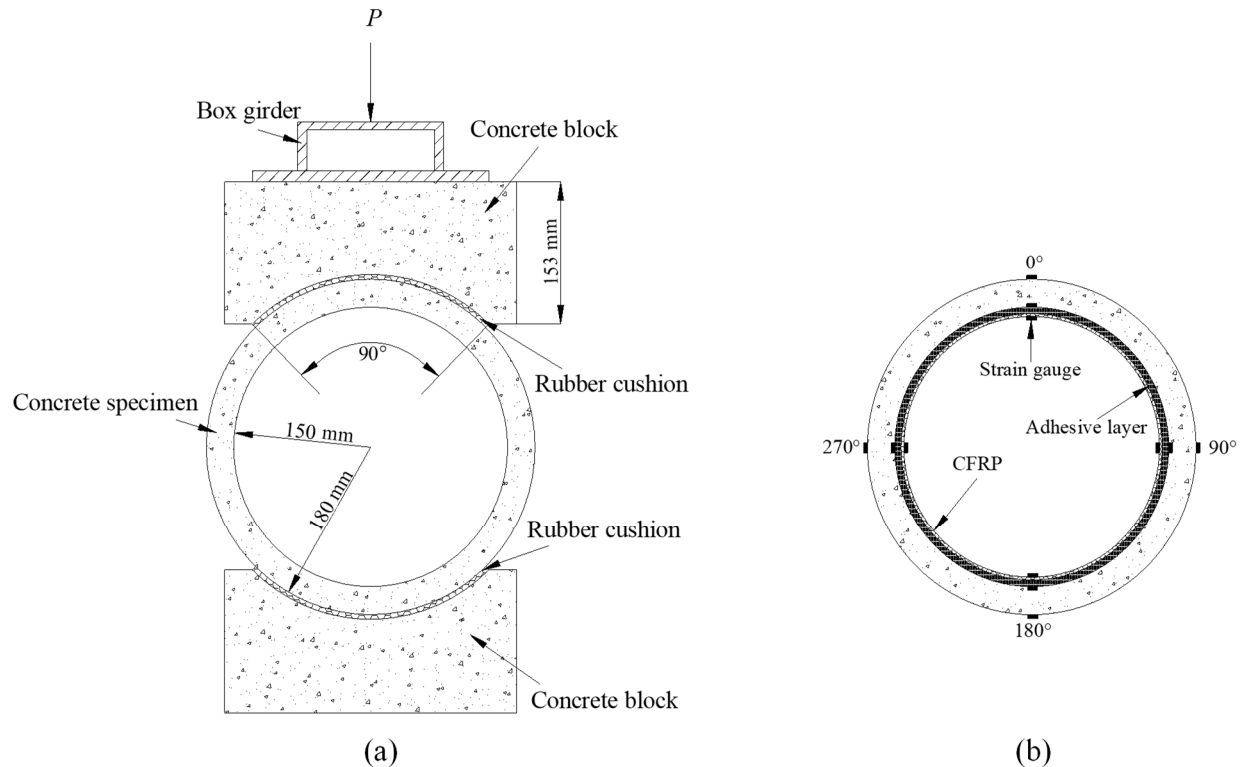 P
Box girder
Concrete block
153 mm
90°
Rubber cushion
Concrete specimen
150 mm
180 mm
Rubber cushion
Concrete block
(a)
0°
Strain gauge
Adhesive layer
270°
90°
CFRP
180°
(b)